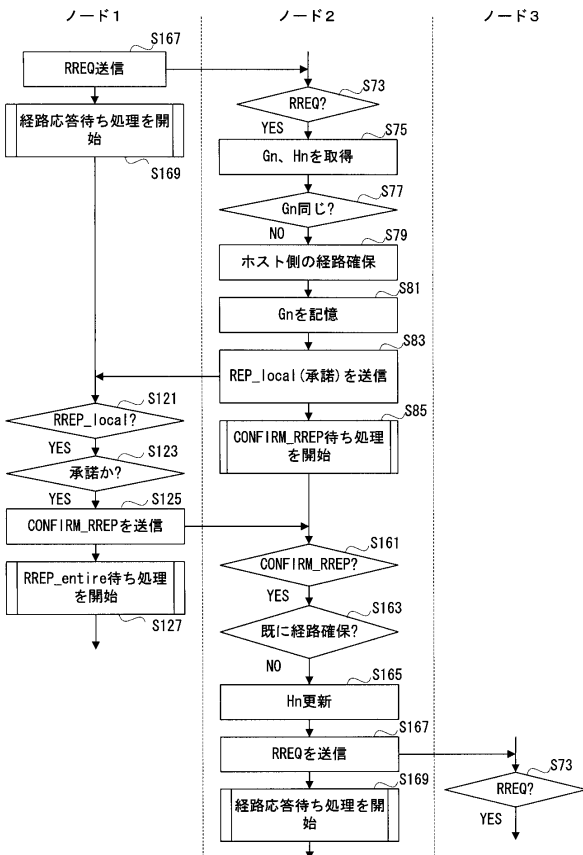 ノード1
ノード2
ノード3
S167
RREQ送信
S73
RREQ?
YES
S75
経路応答待ち処理を開
始
S169
Gn、Hnを取得
S77
Gn同じ?
NO
S79
ホスト側の経路確保
S81
Gnを記憶
S83
REP_local(承諾)を送信
S121
RREP_local?
YES
S85
CONFIRM_RREP待ち処理
を開始
S123
承諾か?
YES
S125
CONFIRM_RREPを送信
S161
CONFIRM_RREP?
YES
RREP_entire待ち処理
を開始
S127
S163
既に経路確保?
NO
S165
Hn更新
S167
RREQを送信
S73
RREQ?
YES
S169
経路応答待ち処理を開
始